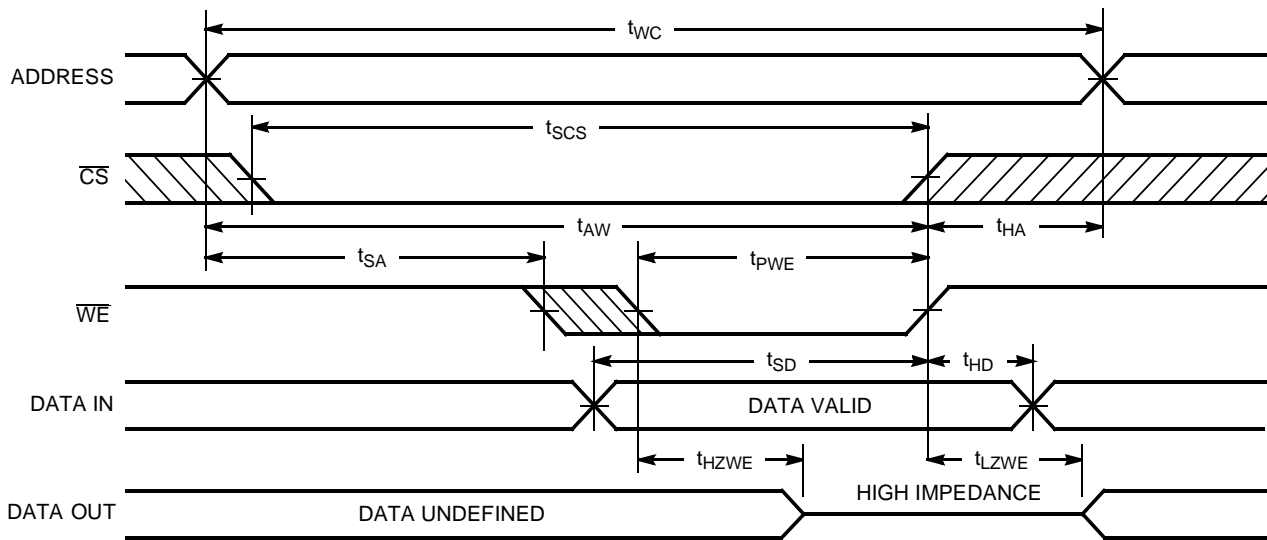 tWC
ADDRESS
tSCS
CS
tAW
tHA
tSA
tPWE
WE
tSD
tHD
DATA IN
DATA VALID
tHZWE
tLZWE
HIGH IMPEDANCE
DATA OUT
DATA UNDEFINED